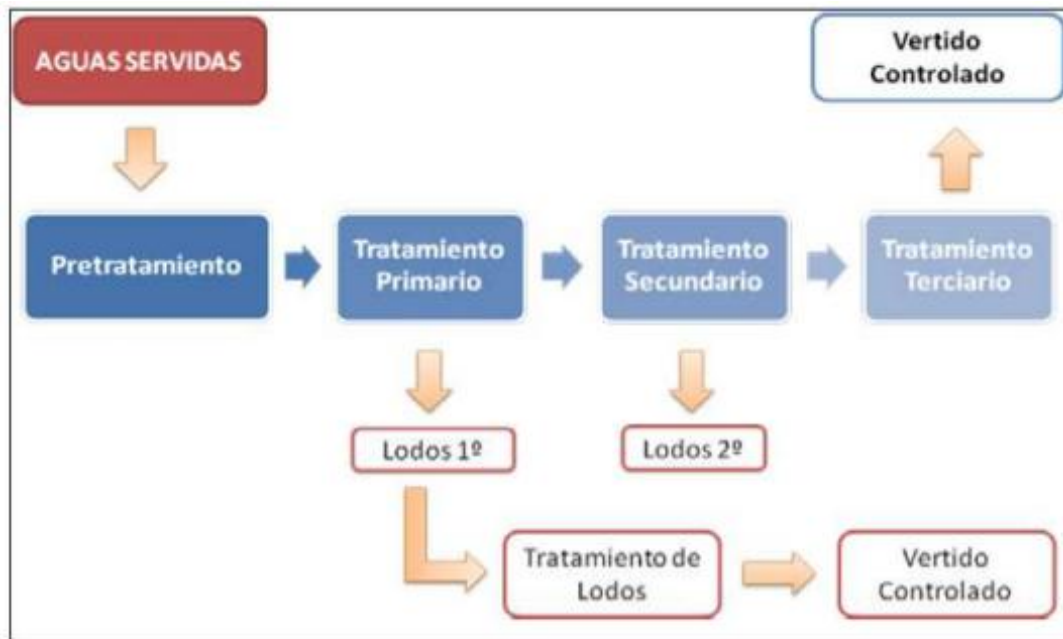 AGUAS SERVIDAS
Vertido
Controlado
Pretratamiento
Tratamiento
Primario
Tratamiento
Secundario
Tratamiento
Terciario
Lodos 1º
Lodos 2º
Tratamiento de
Lodos
Vertido
Controlado